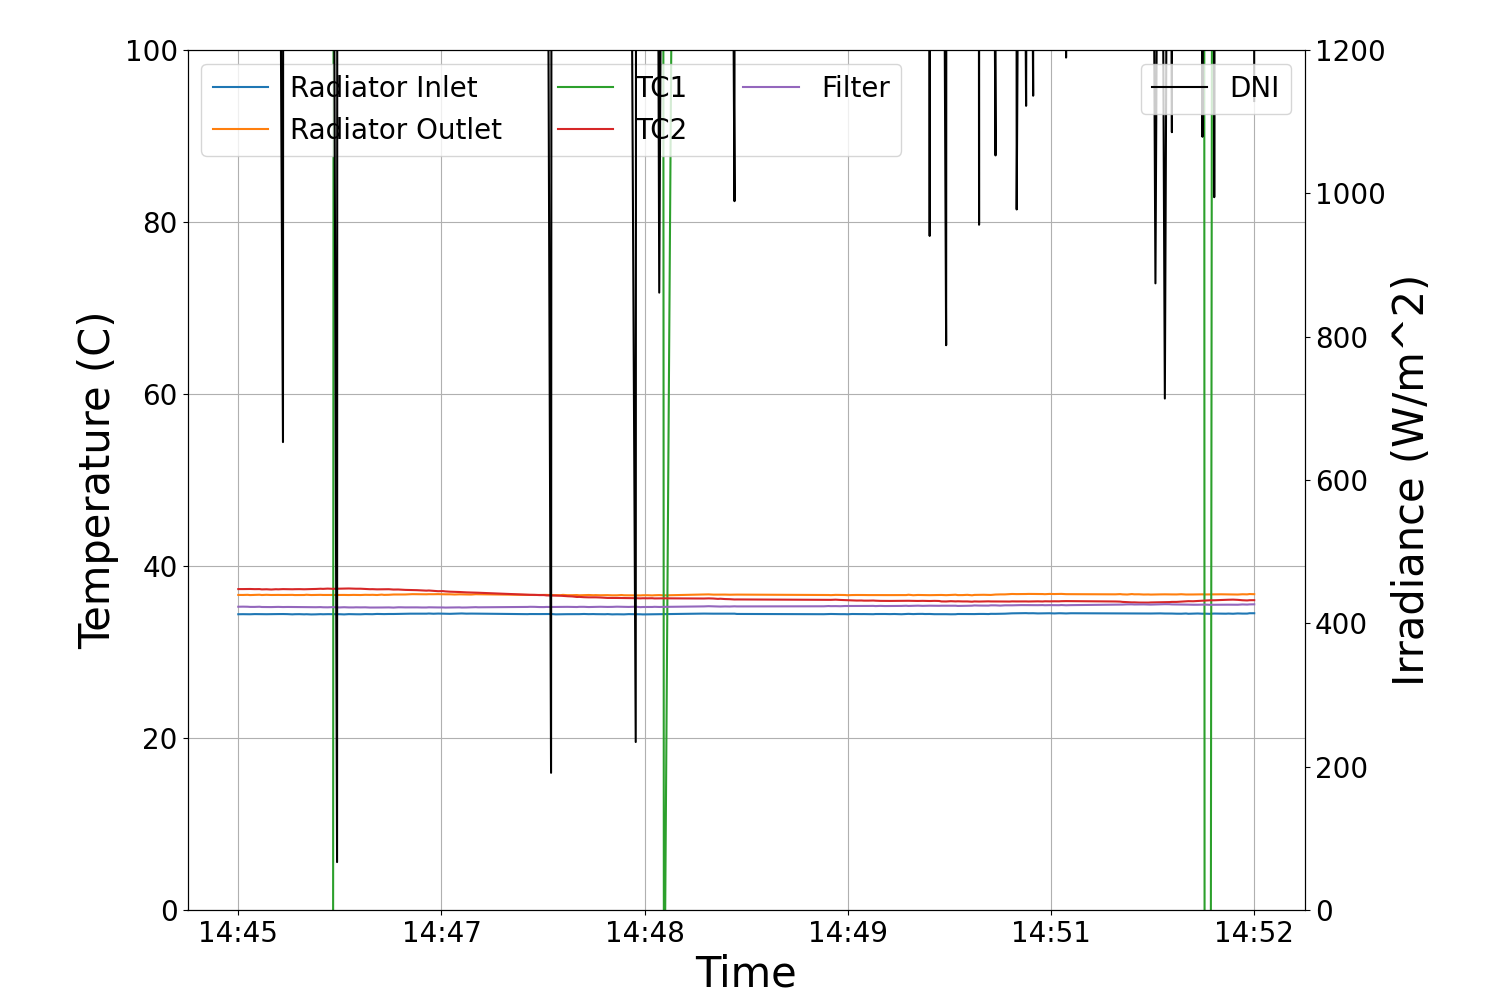 100
80
60
40
20
0
Temperature (C)
Radiator Inlet
Radiator Outlet
TC1
TC2
Filter
DNI
1200
1000
800
600
400
200
0
Irradiance (W/m^2)
14:45
14:47
14:48
14:49
14:51
14:52
Time